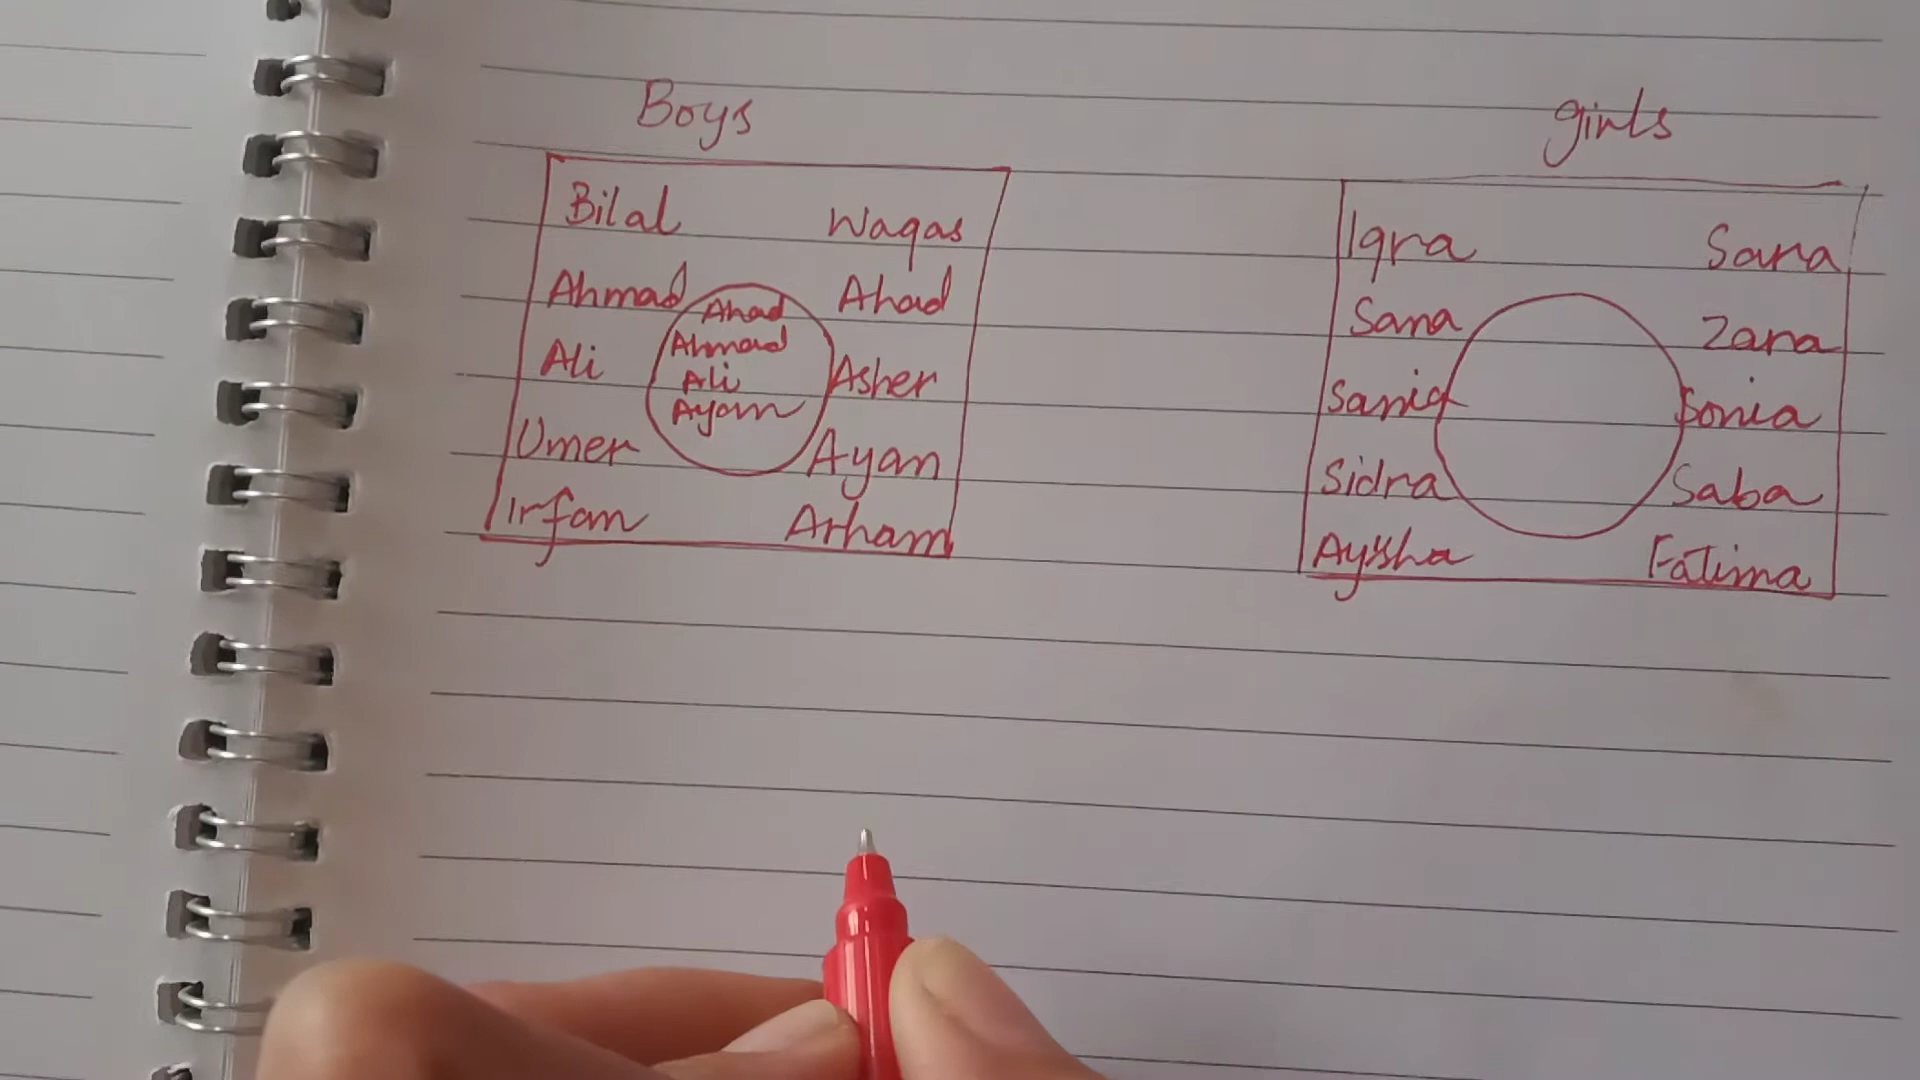 Boys
Bilal Waqas
Ahmad Ahad
Ali Asher
Umer Ayan
Irfan Arham
Ahad
Ahmad
Ali
Ayan
girls
Iqra Sara
Sana Zara
Sania Sonia
Sidra Saba
Aysha Fatima